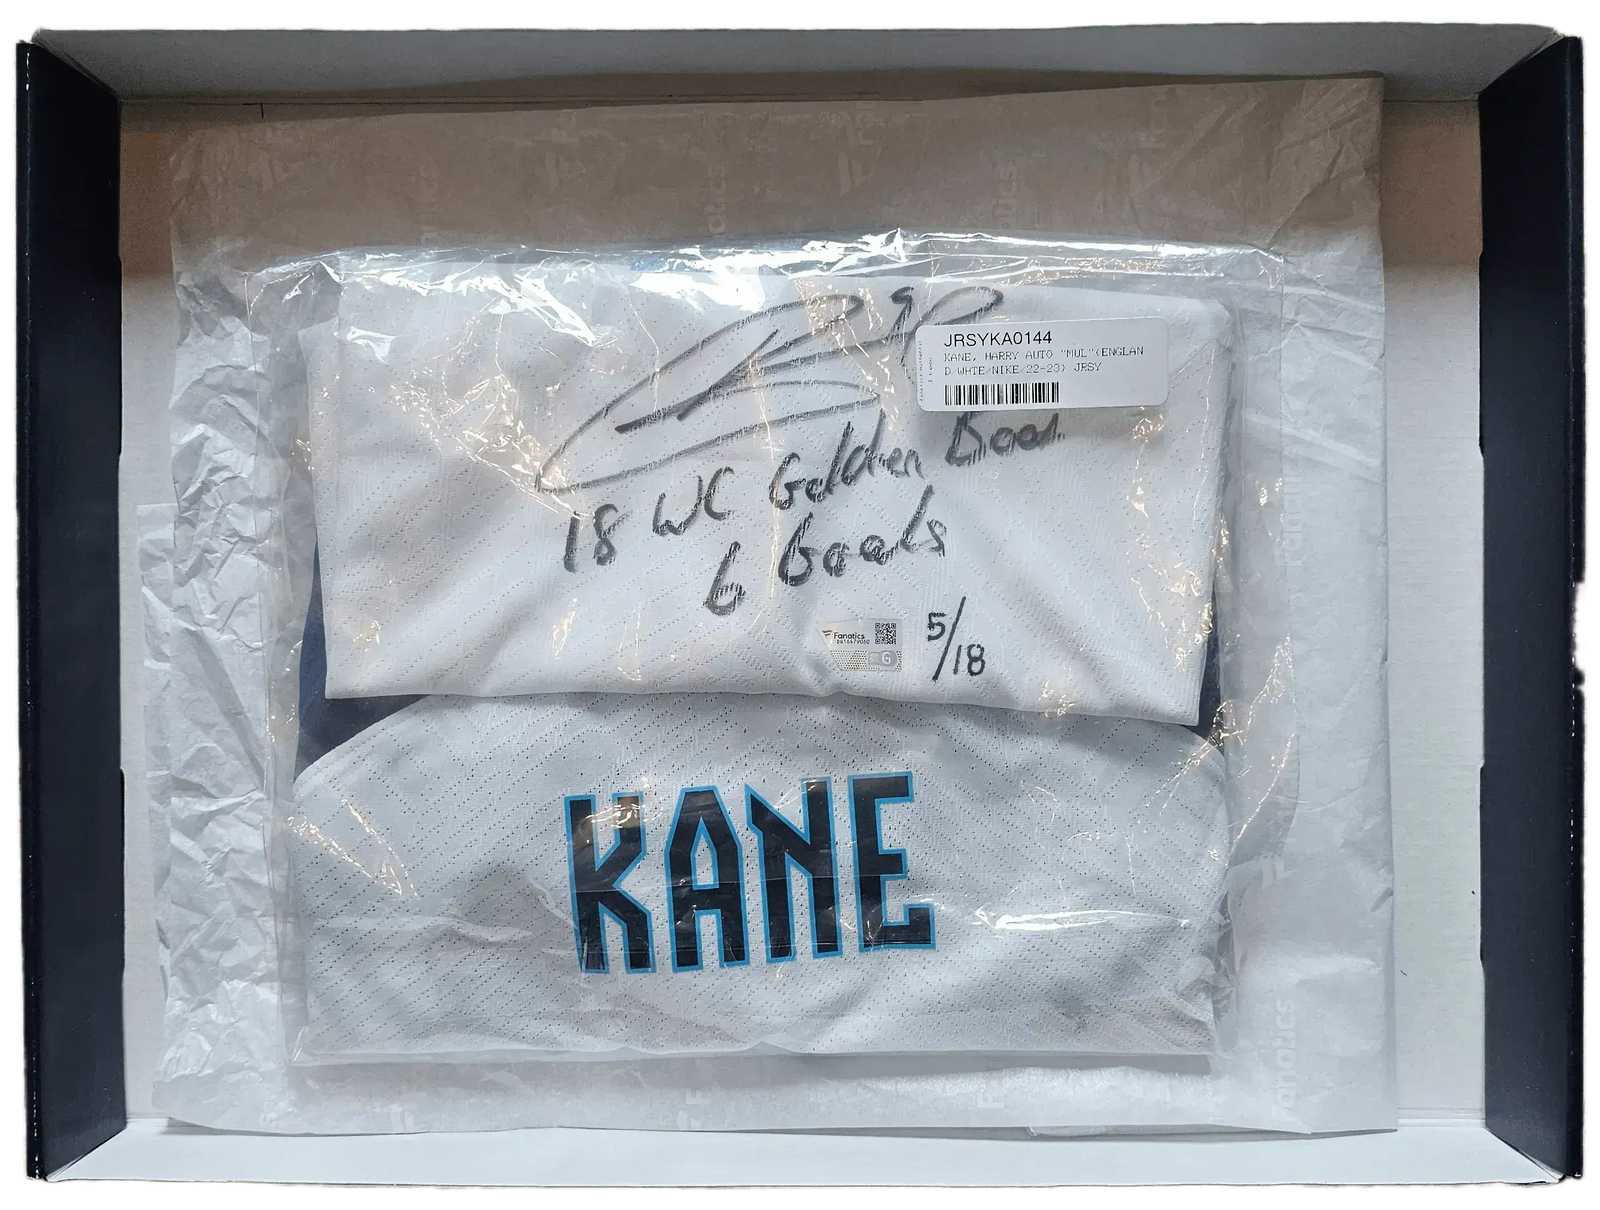 JRSYKA0144
KANE, HARRY AUTO "MUL"(ENGLAN
D/WHTE/NIKE/22-23) JRSY
18 WC Golden Boot
6 Goals
Fanatics
5/18
G
KANE
Fanatics